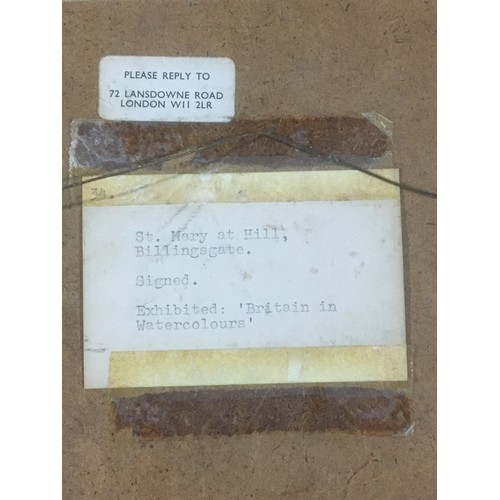 PLEASE REPLY TO
72 LANSDOWNE ROAD
LONDON W11 2LR
34.
St. Mary at Hill,
Billingsgate.
Signed.
Exhibited: 'Britain in
Watercolours'